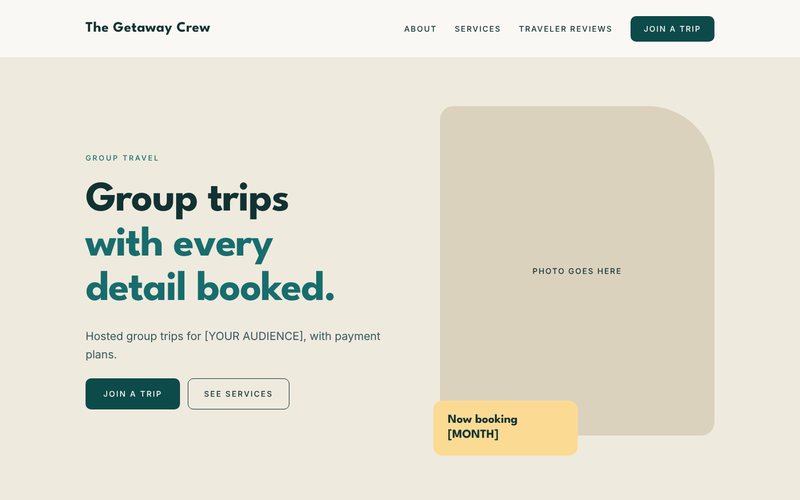 The Getaway Crew
ABOUT
SERVICES
TRAVELER REVIEWS
JOIN A TRIP
GROUP TRAVEL
Group trips
with every
detail booked.
Hosted group trips for [YOUR AUDIENCE], with payment
plans.
JOIN A TRIP
SEE SERVICES
PHOTO GOES HERE
Now booking
[MONTH]